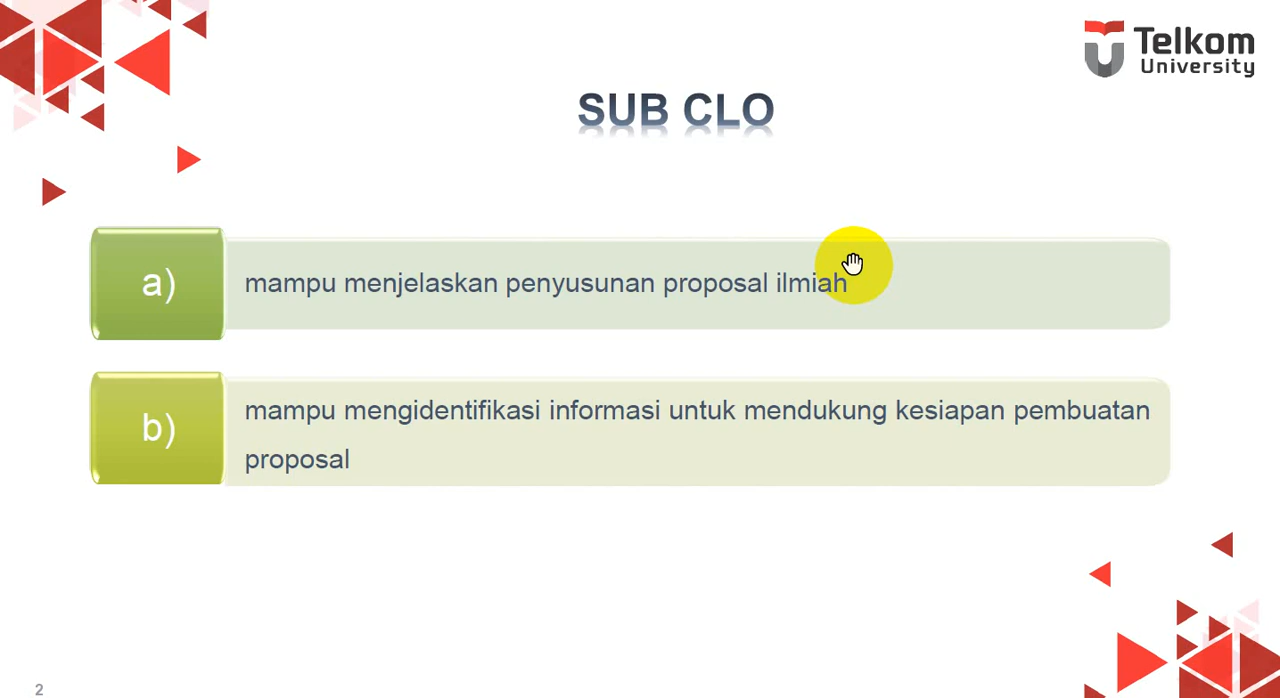 Telkom
University
SUB CLO
a)
mampu menjelaskan penyusunan proposal ilmiah
b)
mampu mengidentifikasi informasi untuk mendukung kesiapan pembuatan
proposal
2